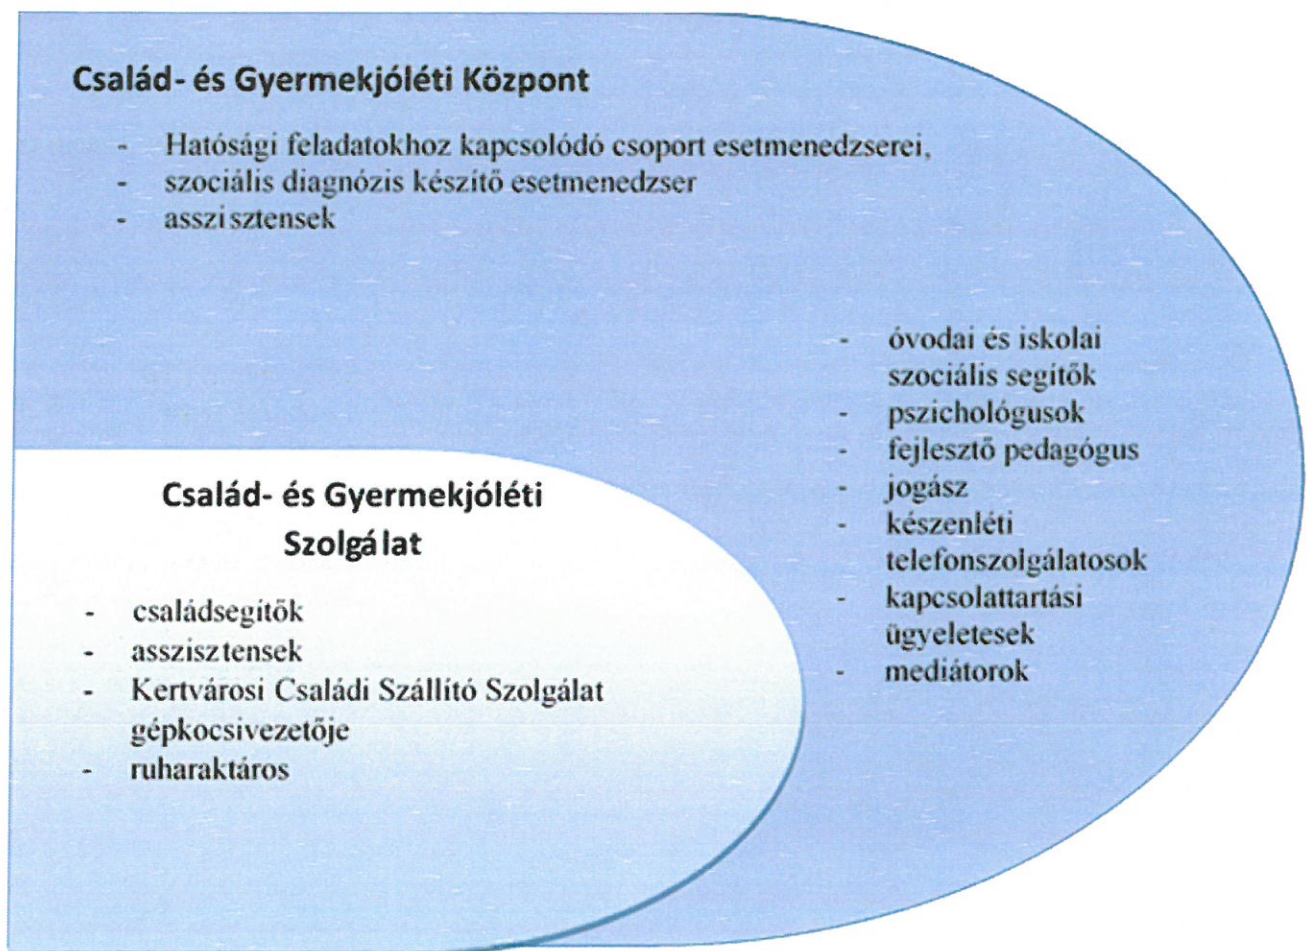 Család- és Gyermekjóléti Központ
- Hatósági feladatokhoz kapcsolódó csoport esetmenedzserei,
- szociális diagnózis készítő esetmenedzser
- asszisztensek
- óvodai és iskolai
szociális segítők
- pszichológusok
- fejlesztő pedagógus
- jogász
- készenléti
telefonszolgálatosok
- kapcsolattartási
ügyeletesek
- mediátorok
Család- és Gyermekjóléti
Szolgálat
- családsegítők
- asszisztensek
- Kertvárosi Családi Szállító Szolgálat
gépkocsivezetője
- ruharaktáros